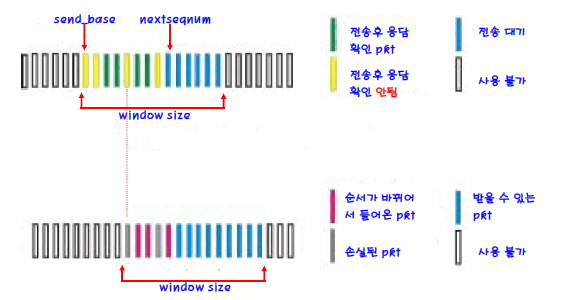 send_base
nextseqnum
window size
전송후 응답
확인 pkt
전송 대기
전송후 응답
확인 안됨
사용 불가
순서가 바뀌어
서 들어온 pkt
받을 수 있는
pkt
손실된 pkt
사용 불가
window size